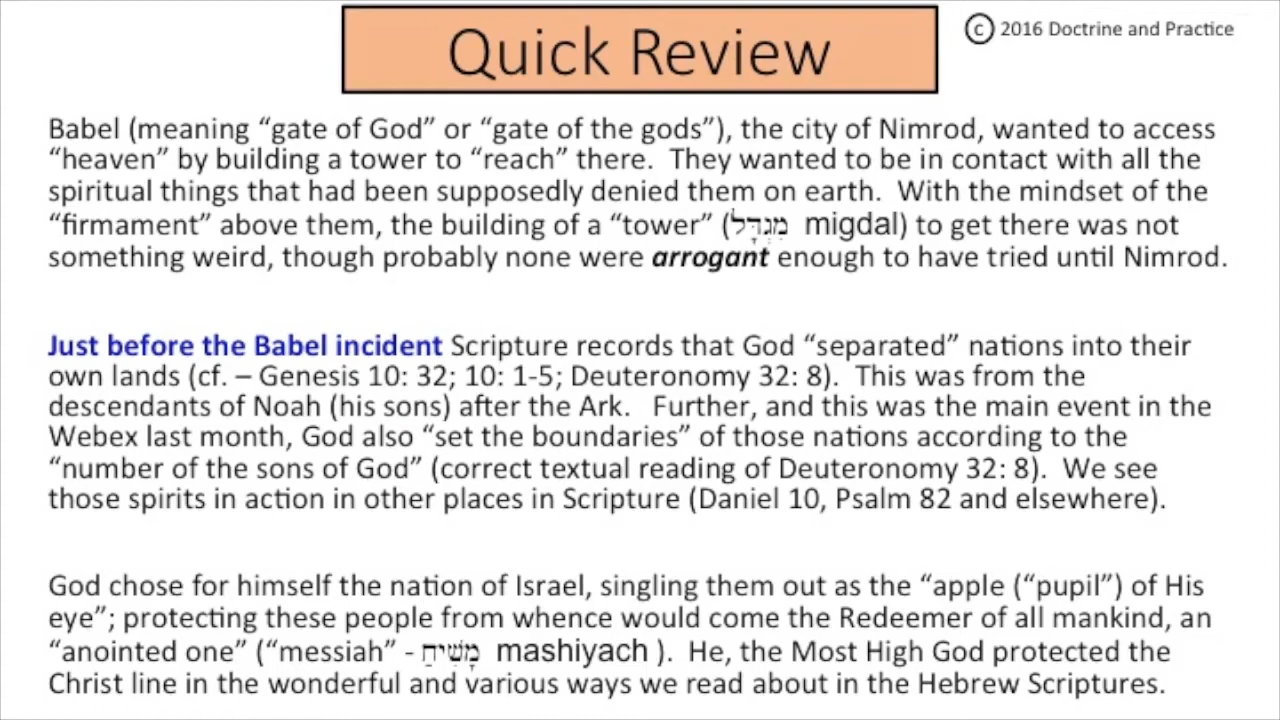 Quick Review
© 2016 Doctrine and Practice
Babel (meaning “gate of God” or “gate of the gods”), the city of Nimrod, wanted to access
“heaven” by building a tower to “reach” there.  They wanted to be in contact with all the
spiritual things that had been supposedly denied them on earth.  With the mindset of the
“firmament” above them, the building of a “tower” (מִגְדָּל migdal) to get there was not
something weird, though probably none were arrogant enough to have tried until Nimrod.
Just before the Babel incident Scripture records that God “separated” nations into their
own lands (cf. – Genesis 10: 32; 10: 1-5; Deuteronomy 32: 8).  This was from the
descendants of Noah (his sons) after the Ark.   Further, and this was the main event in the
Webex last month, God also “set the boundaries” of those nations according to the
“number of the sons of God” (correct textual reading of Deuteronomy 32: 8).  We see
those spirits in action in other places in Scripture (Daniel 10, Psalm 82 and elsewhere).
God chose for himself the nation of Israel, singling them out as the “apple (“pupil”) of His
eye”; protecting these people from whence would come the Redeemer of all mankind, an
“anointed one” (“messiah” - מָשִׁיחַ mashiyach ).  He, the Most High God protected the
Christ line in the wonderful and various ways we read about in the Hebrew Scriptures.